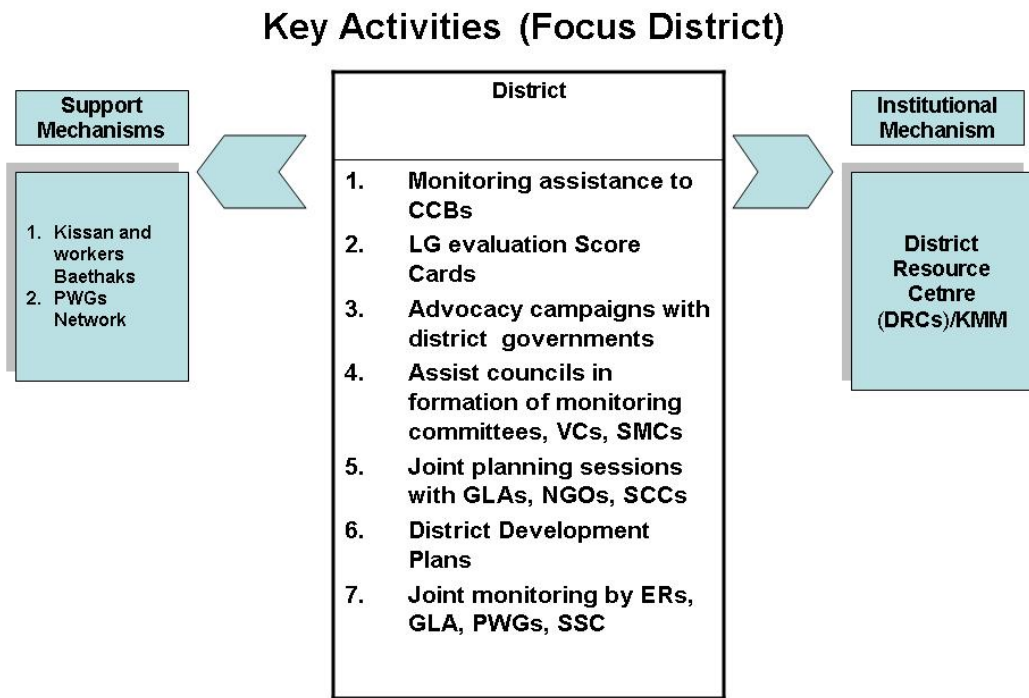 Key Activities (Focus District)
Support
Mechanisms
1. Kissan and
workers
Baethaks
2. PWGs
Network
District
1. Monitoring assistance to
CCBs
2. LG evaluation Score
Cards
3. Advocacy campaigns with
district governments
4. Assist councils in
formation of monitoring
committees, VCs, SMCs
5. Joint planning sessions
with GLAs, NGOs, SCCs
6. District Development
Plans
7. Joint monitoring by ERs,
GLA, PWGs, SSC
Institutional
Mechanism
District
Resource
Cetnre
(DRCs)/KMM